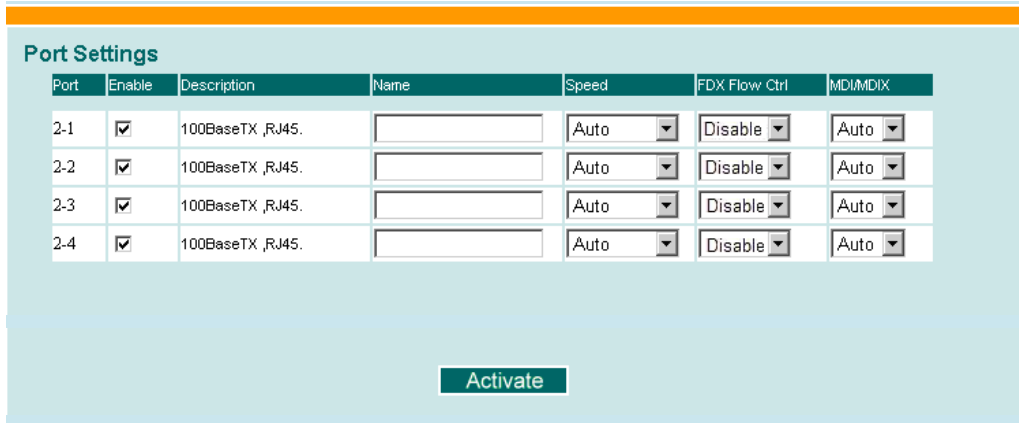 Port Settings
Port Enable Description Name Speed FDX Flow Ctrl MDI/MDIX
2-1 100BaseTX ,RJ45. Auto Disable Auto
2-2 100BaseTX ,RJ45. Auto Disable Auto
2-3 100BaseTX ,RJ45. Auto Disable Auto
2-4 100BaseTX ,RJ45. Auto Disable Auto
Activate